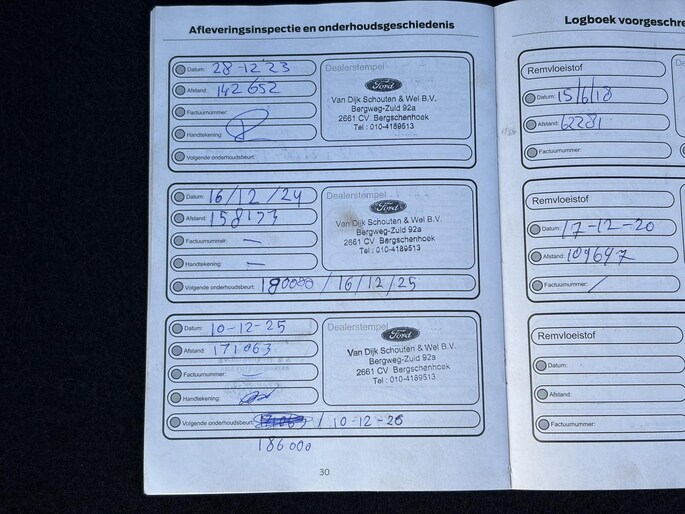 Afleveringsinspectie en onderhoudsgeschiedenis
Datum: 28-12'23
Afstand: 142652
Factuurnummer:
Handtekening:
Volgende onderhoudsbeurt:
Dealerstempel
Ford
Van Dijk Schouten & Wel B.V.
Bergweg-Zuid 92a
2661 CV Bergschenhoek
Tel : 010-4189513
Datum: 16/12/24
Afstand:
Factuurnummer: —
Handtekening: —
Volgende onderhoudsbeurt: 180000 / 16/12/25
Dealerstempel
Ford
Van Dijk Schouten & Wel B.V.
Bergweg-Zuid 92a
2661 CV Bergschenhoek
Tel : 010-4189513
Datum: 10-12-25
Afstand: 171063
Factuurnummer: —
Handtekening:
Volgende onderhoudsbeurt: / 10-12-26
186000
Dealerstempel
Ford
Van Dijk Schouten & Wel B.V.
Bergweg-Zuid 92a
2661 CV Bergschenhoek
Tel : 010-4189513
30
Logboek voorgeschre
Remvloeistof
Datum: 15/6/18
Afstand: 62281
Factuurnummer:
Remvloeistof
Datum: 17-12-20
Afstand: 109647
Factuurnummer: /
Remvloeistof
Datum:
Afstand:
Factuurnummer: